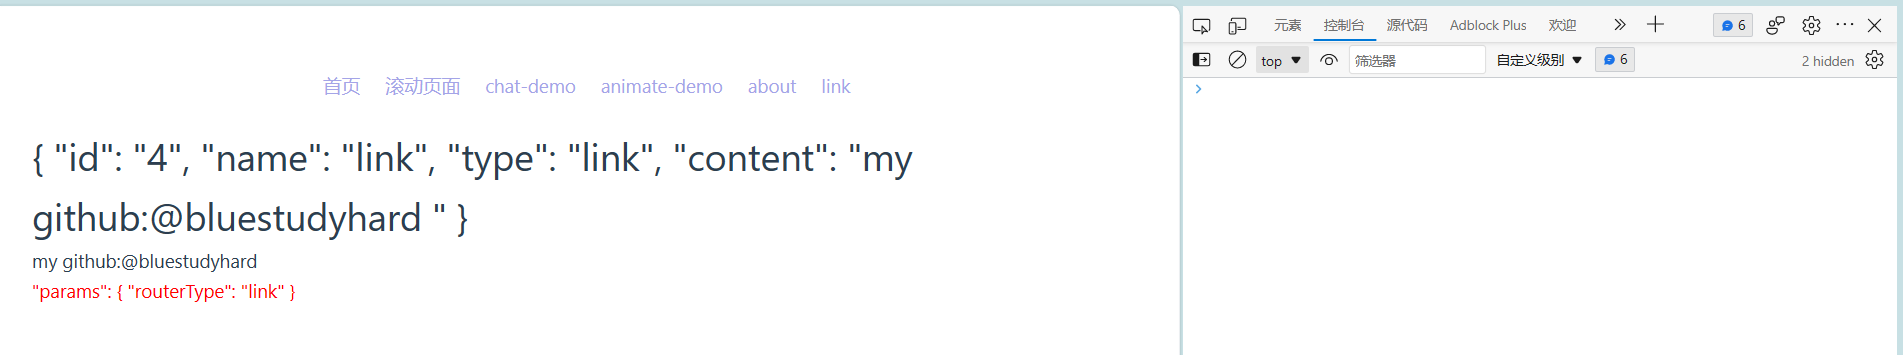 首页 滚动页面 chat-demo animate-demo about link
{ "id": "4", "name": "link", "type": "link", "content": "my
github:@bluestudyhard " }
my github:@bluestudyhard
"params": { "routerType": "link" }
元素 控制台 源代码 Adblock Plus 欢迎 6
top 筛选器 自定义级别 6 2 hidden